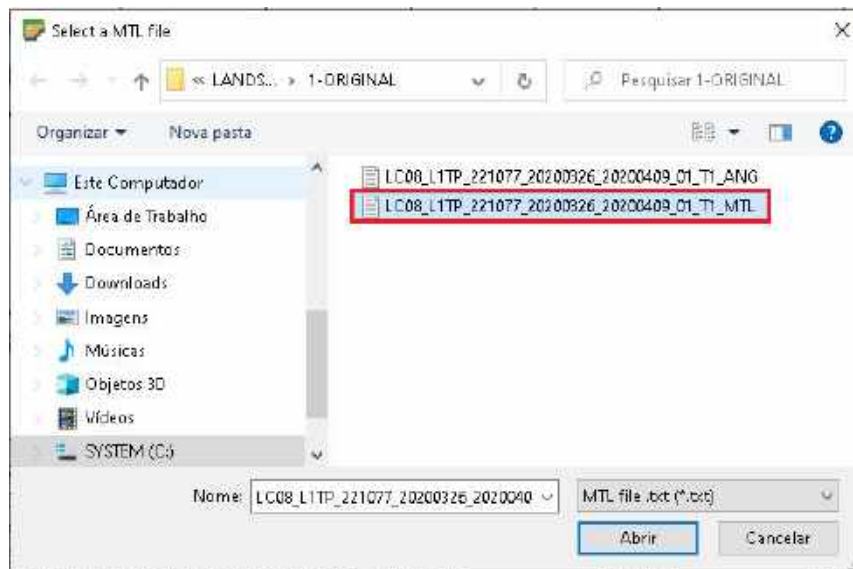 Select a MTL file
« LANDS... › 1-ORIGINAL
Pesquisar 1-ORIGINAL
Organizar
Nova pasta
Este Computador
Área de Trabalho
Documentos
Downloads
Imagens
Músicas
Objetos 3D
Vídeos
SYSTEM (C:)
LC08_L1TP_221077_20200326_20200409_01_T1_ANG
LC08_L1TP_221077_20200326_20200409_01_T1_MTL
Nome: LC08_L1TP_221077_20200326_2020040
MTL file .txt (*.txt)
Abrir
Cancelar